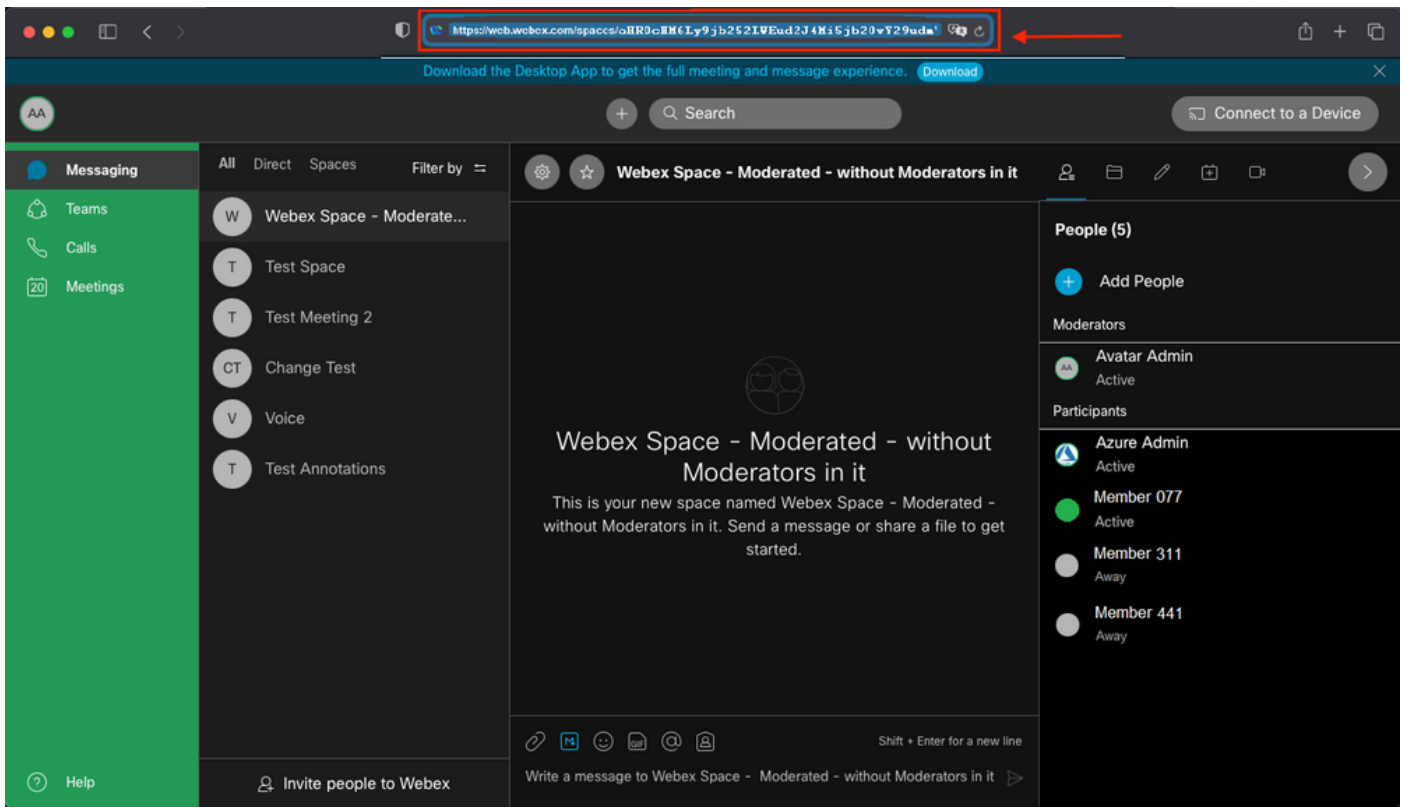 https://web.webex.com/spaces/
Download the Desktop App to get the full meeting and message experience. Download
AA
Search
Connect to a Device
Messaging
Teams
Calls
20 Meetings
Help
All Direct Spaces Filter by
W Webex Space - Moderate...
T Test Space
T Test Meeting 2
CT Change Test
V Voice
T Test Annotations
Invite people to Webex
Webex Space - Moderated - without Moderators in it
Webex Space - Moderated - without
Moderators in it
This is your new space named Webex Space - Moderated -
without Moderators in it. Send a message or share a file to get
started.
GIF
Shift + Enter for a new line
Write a message to Webex Space - Moderated - without Moderators in it
People (5)
Add People
Moderators
AA Avatar Admin
Active
Participants
Azure Admin
Active
Member 077
Active
Member 311
Away
Member 441
Away